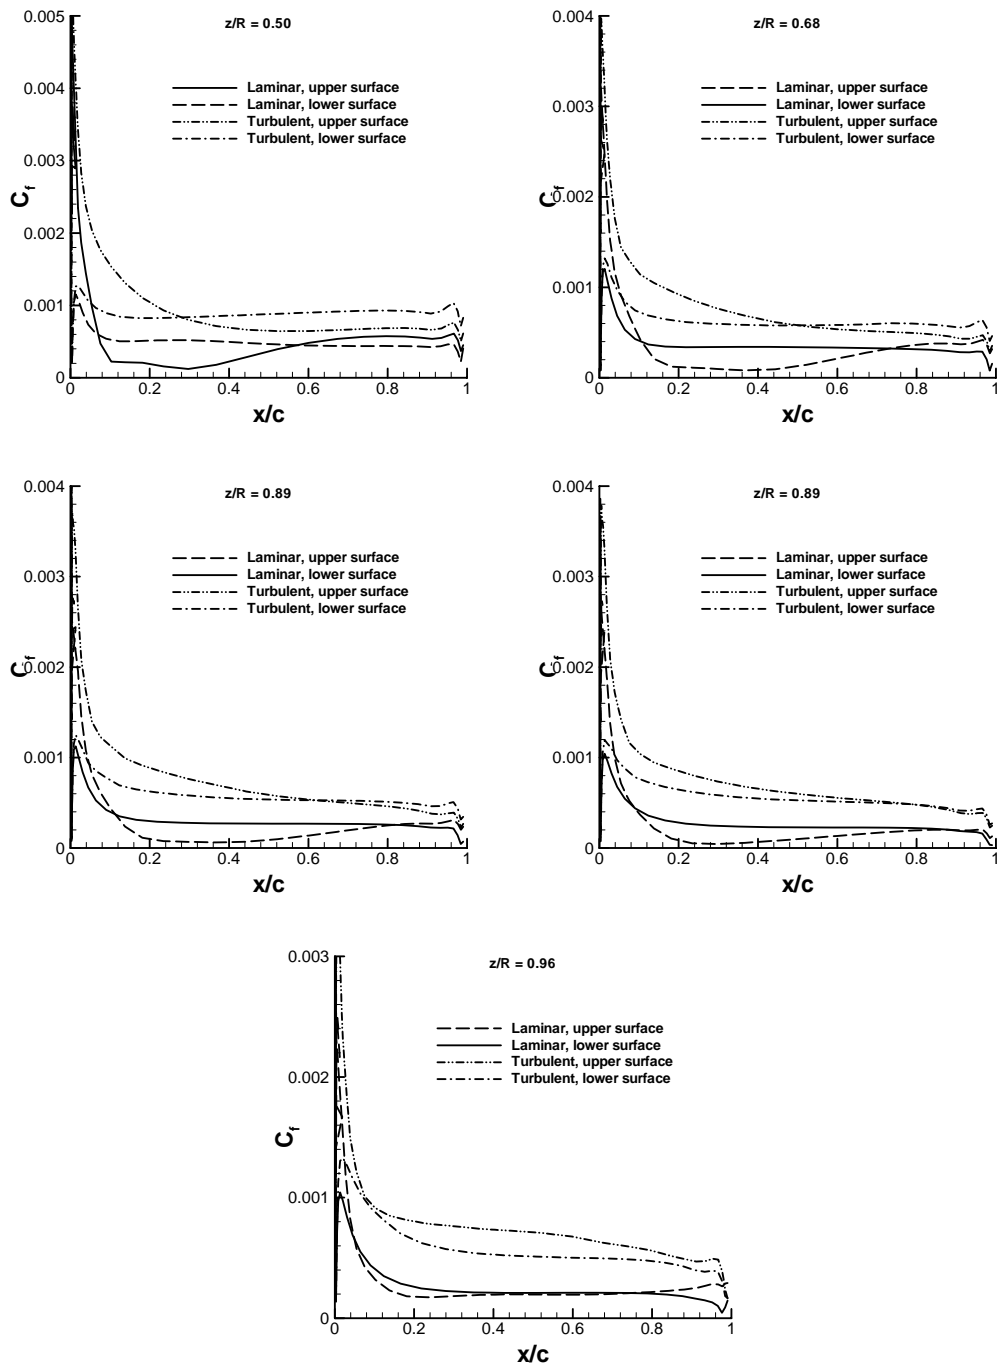 0.005
z/R = 0.50
0.004
Laminar, upper surface
Laminar, lower surface
Turbulent, upper surface
Turbulent, lower surface
0.003
Cf
0.002
0.001
0
0 0.2 0.4 0.6 0.8 1
x/c
0.004
z/R = 0.68
0.003
Laminar, upper surface
Laminar, lower surface
Turbulent, upper surface
Turbulent, lower surface
Cf
0.002
0.001
0
0 0.2 0.4 0.6 0.8 1
x/c
0.004
z/R = 0.89
0.003
Laminar, upper surface
Laminar, lower surface
Turbulent, upper surface
Turbulent, lower surface
Cf
0.002
0.001
0
0 0.2 0.4 0.6 0.8 1
x/c
0.004
z/R = 0.89
0.003
Laminar, upper surface
Laminar, lower surface
Turbulent, upper surface
Turbulent, lower surface
Cf
0.002
0.001
0
0 0.2 0.4 0.6 0.8 1
x/c
0.003
z/R = 0.96
Laminar, upper surface
Laminar, lower surface
Turbulent, upper surface
Turbulent, lower surface
0.002
Cf
0.001
0
0 0.2 0.4 0.6 0.8 1
x/c